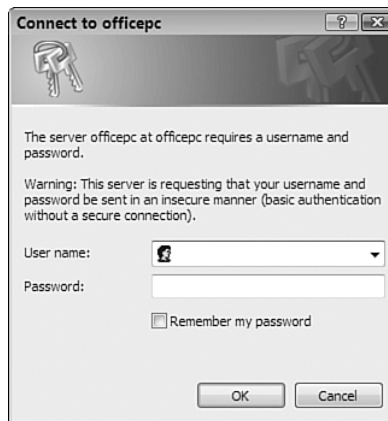 Connect to officepc
The server officepc at officepc requires a username and
password.
Warning: This server is requesting that your username and
password be sent in an insecure manner (basic authentication
without a secure connection).
User name:
Password:
Remember my password
OK Cancel